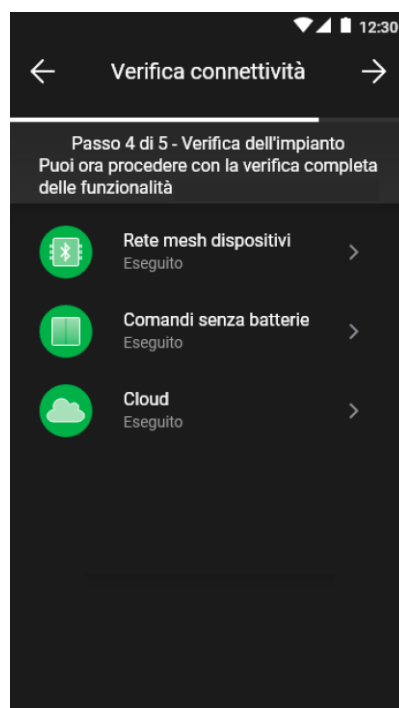 12:30
Verifica connettività
Passo 4 di 5 - Verifica dell'impianto
Puoi ora procedere con la verifica completa
delle funzionalità
Rete mesh dispositivi
Eseguito
Comandi senza batterie
Eseguito
Cloud
Eseguito